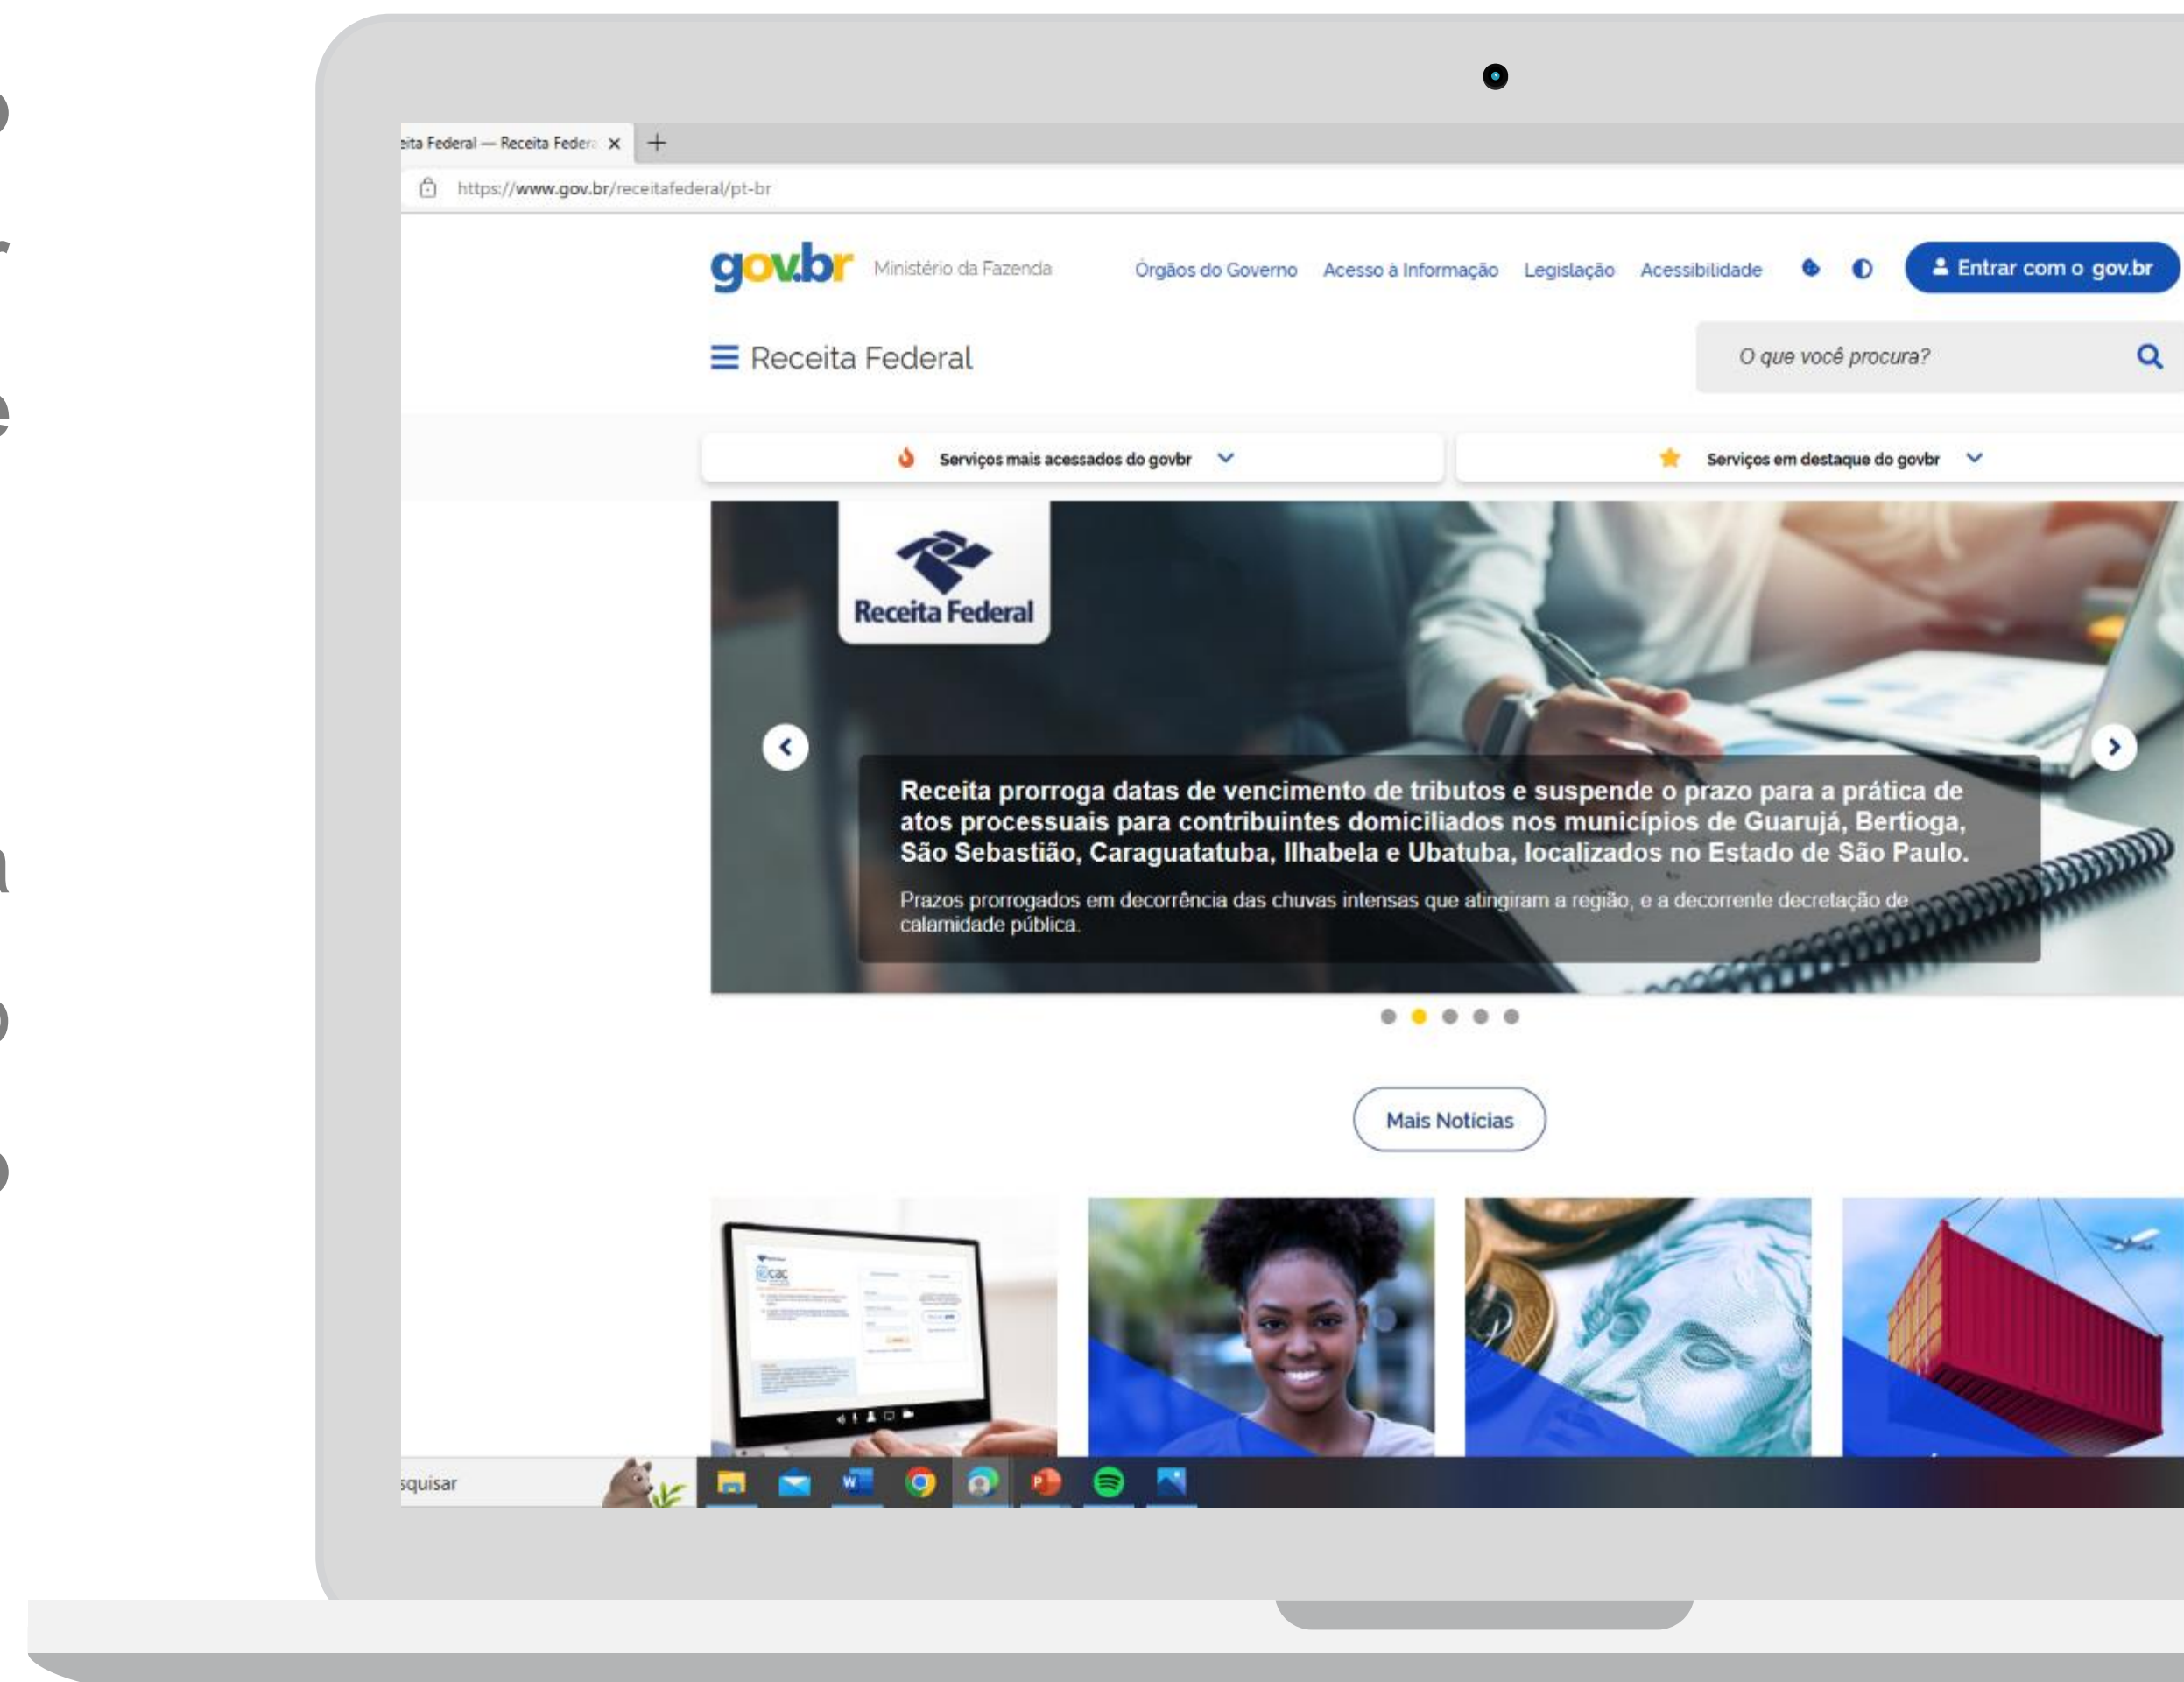 eita Federal — Receita Feder
https://www.gov.br/receitafederal/pt-br
gov.br Ministério da Fazenda Órgãos do Governo Acesso à Informação Legislação Acessibilidade Entrar com o gov.br
Receita Federal O que você procura?
Serviços mais acessados do govbr Serviços em destaque do govbr
Receita Federal
Receita prorroga datas de vencimento de tributos e suspende o prazo para a prática de
atos processuais para contribuintes domiciliados nos municípios de Guarujá, Bertioga,
São Sebastião, Caraguatatuba, Ilhabela e Ubatuba, localizados no Estado de São Paulo.
Prazos prorrogados em decorrência das chuvas intensas que atingiram a região, e a decorrente decretação de
calamidade pública.
Mais Notícias
cac
squisar